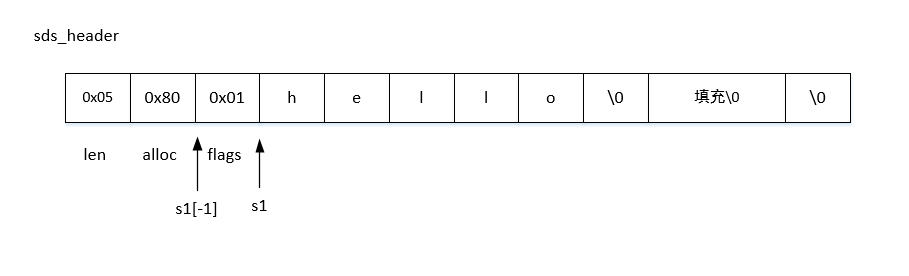 sds_header
0x05 0x80 0x01 h e l l o \0 填充\0 \0
len alloc flags
s1[-1] s1